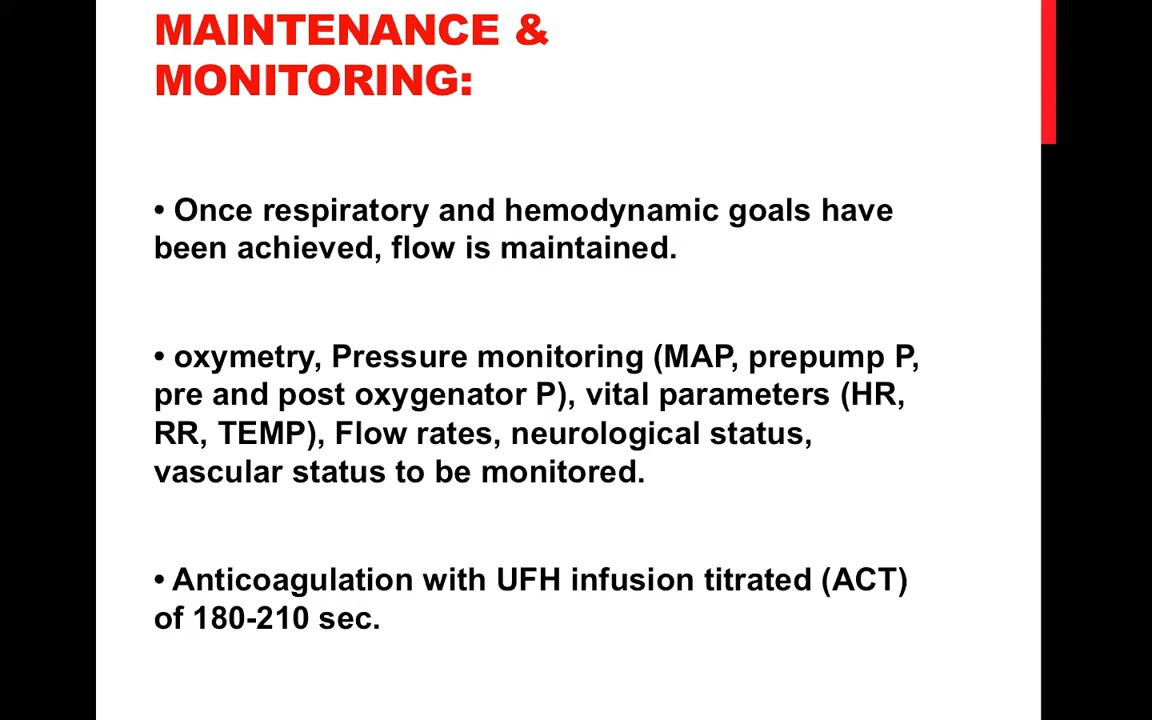 MAINTENANCE &
MONITORING:
• Once respiratory and hemodynamic goals have
been achieved, flow is maintained.
• oxymetry, Pressure monitoring (MAP, prepump P,
pre and post oxygenator P), vital parameters (HR,
RR, TEMP), Flow rates, neurological status,
vascular status to be monitored.
• Anticoagulation with UFH infusion titrated (ACT)
of 180-210 sec.